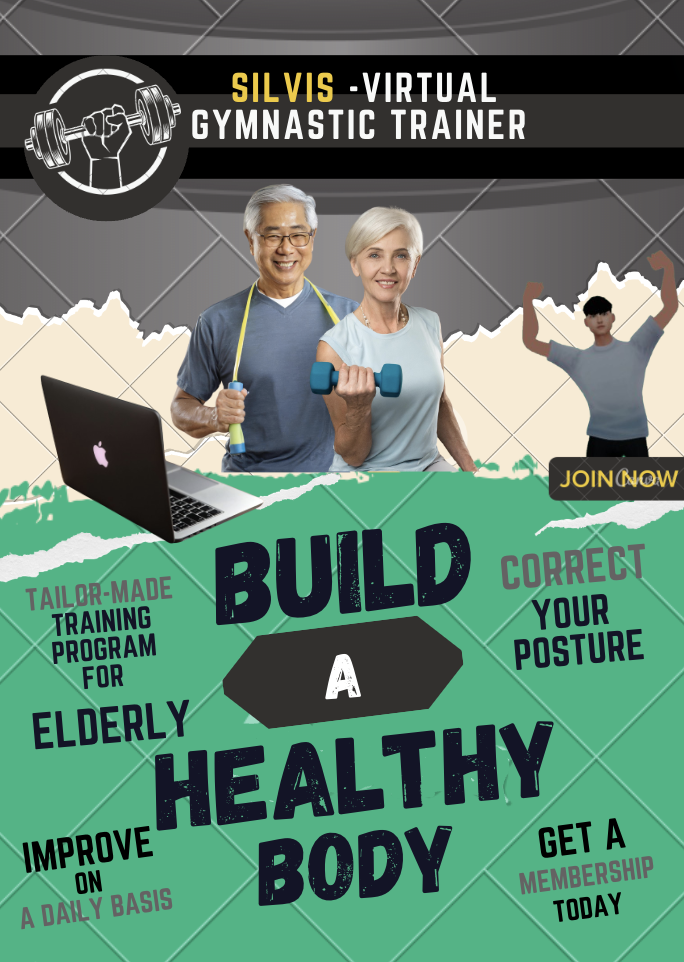 SILVIS -VIRTUAL
GYMNASTIC TRAINER
JOIN NOW
BUILD
A
HEALTHY
BODY
TAILOR-MADE
TRAINING
PROGRAM
FOR
ELDERLY
CORRECT
YOUR
POSTURE
IMPROVE
ON
A DAILY BASIS
GET A
MEMBERSHIP
TODAY